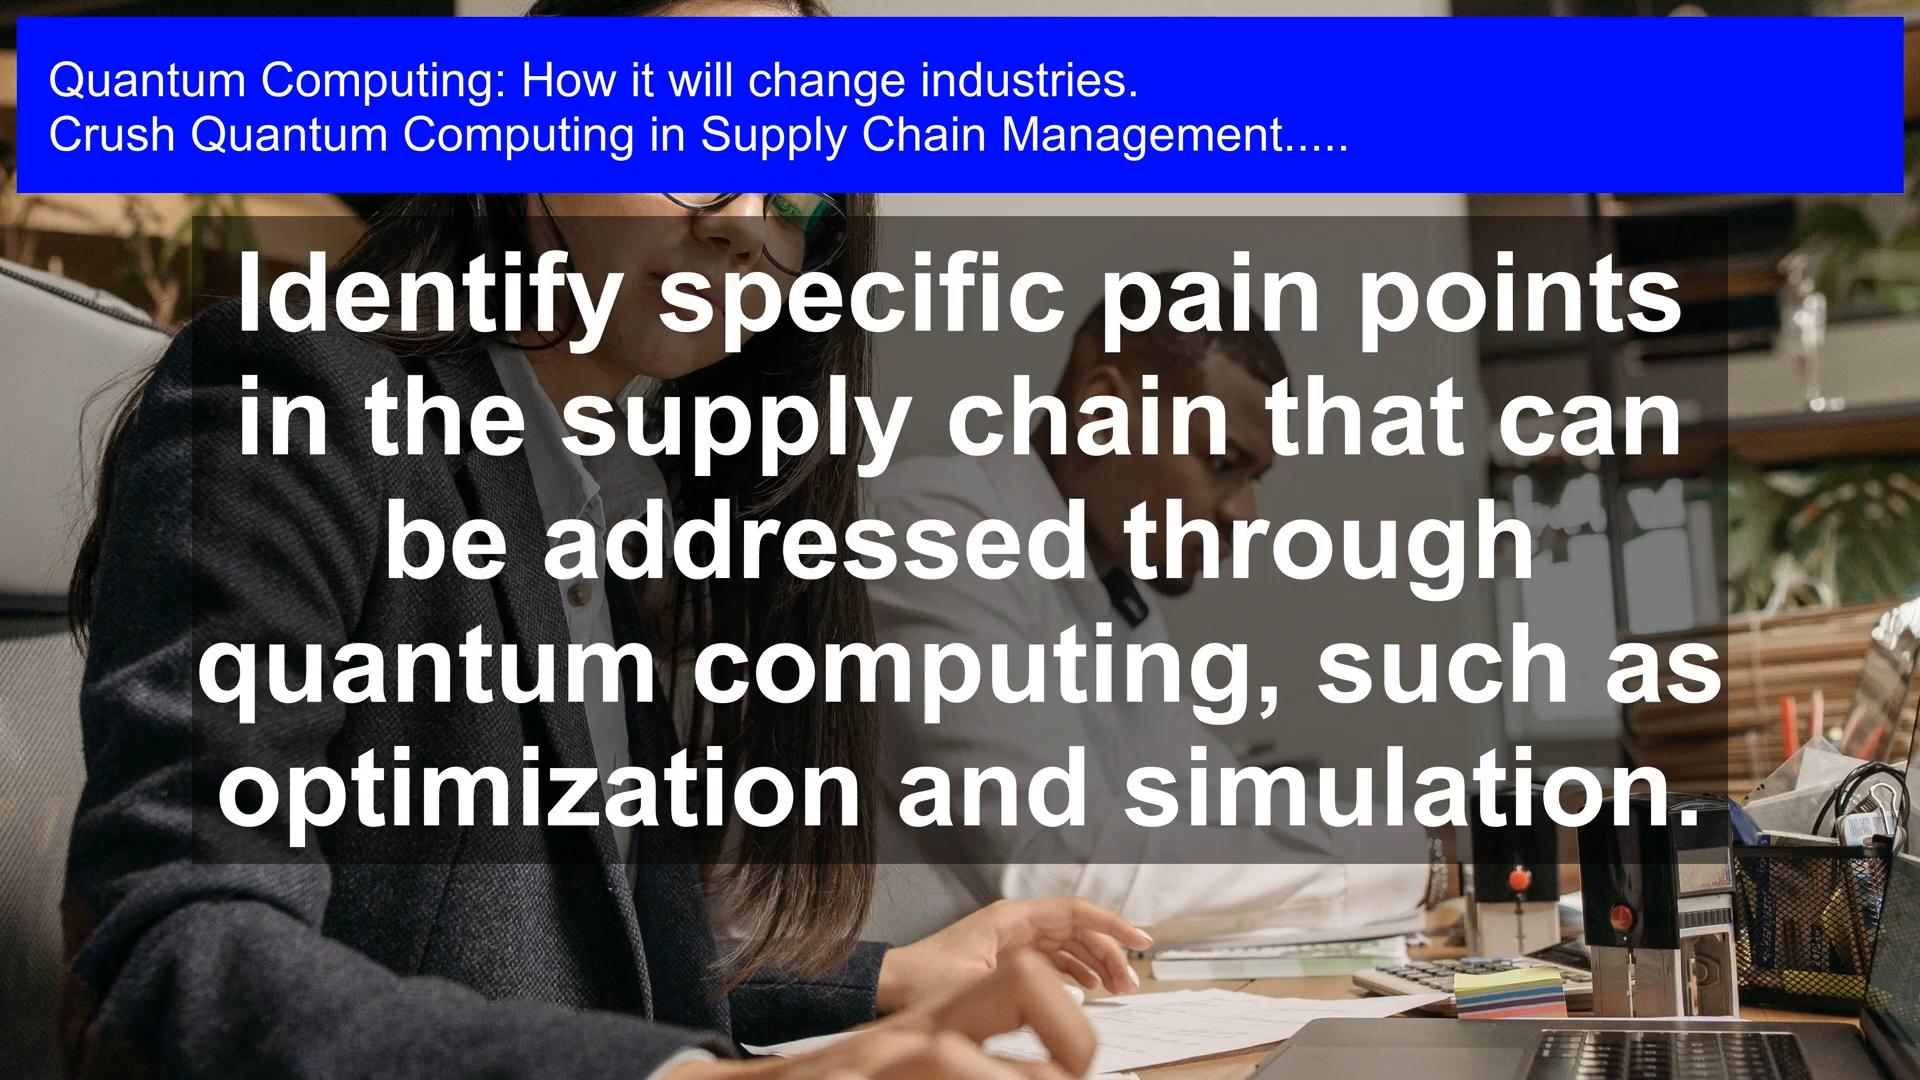 Quantum Computing: How it will change industries.
Crush Quantum Computing in Supply Chain Management.....
Identify specific pain points
in the supply chain that can
be addressed through
quantum computing, such as
optimization and simulation.